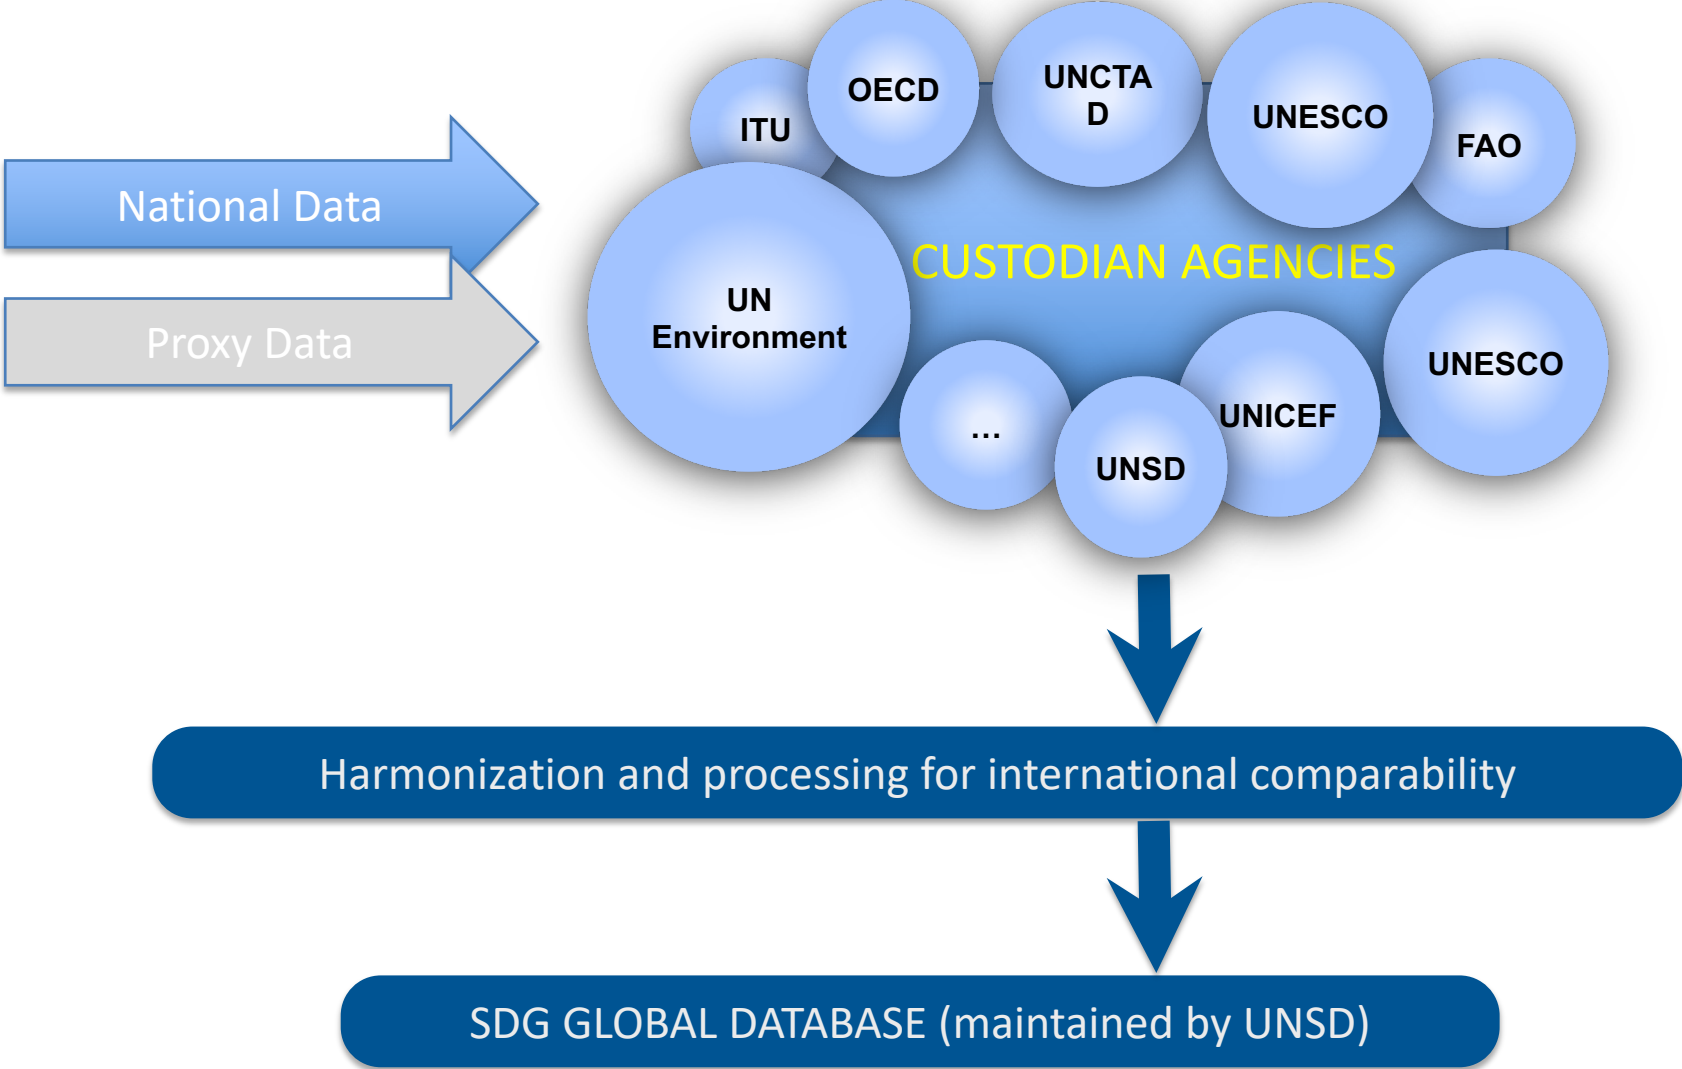 National Data
Proxy Data
ITU
OECD
UNCTA
D
UNESCO
FAO
CUSTODIAN AGENCIES
UN
Environment
UNESCO
...
UNSD
UNICEF
Harmonization and processing for international comparability
SDG GLOBAL DATABASE (maintained by UNSD)